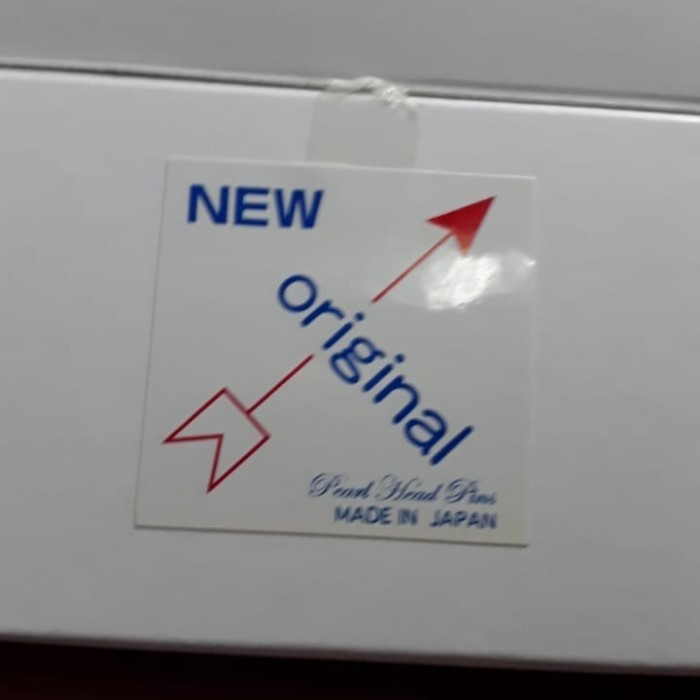 NEW
original
Pearl Head Pins
MADE IN JAPAN